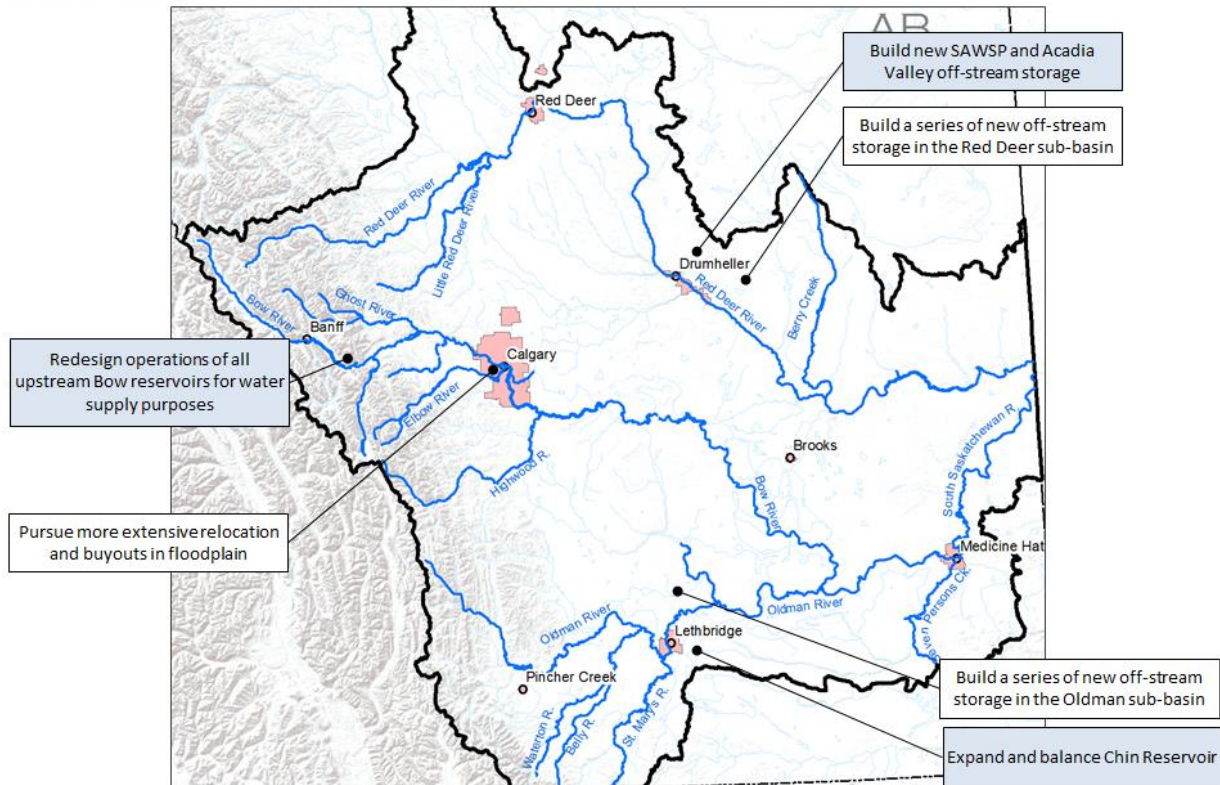 AB
Build new SAWSP and Acadia
Valley off-stream storage
Red Deer
Build a series of new off-stream
storage in the Red Deer sub-basin
Red Deer River
Little Red Deer River
Drumheller
Red Deer River
Berry Creek
Ghost River
Bow River
Banff
Redesign operations of all
upstream Bow reservoirs for water
supply purposes
Calgary
Elbow River
Brooks
South Saskatchewan R.
Highwood R.
Bow River
Pursue more extensive relocation
and buyouts in floodplain
Medicine Hat
Seven Persons Ck.
Oldman River
Oldman River
Lethbridge
Pincher Creek
Build a series of new off-stream
storage in the Oldman sub-basin
Waterton R.
Belly R.
St. Mary's R.
Expand and balance Chin Reservoir